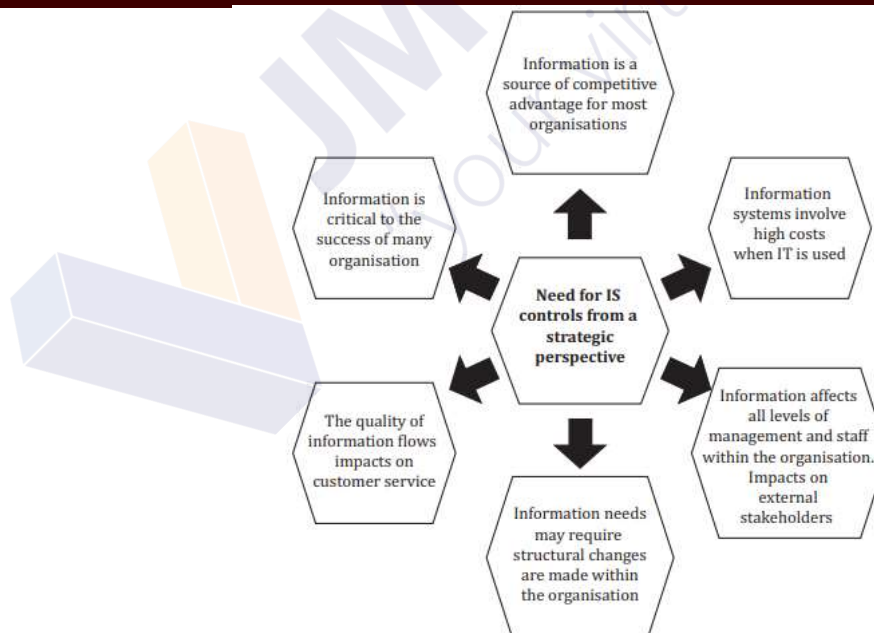 JM
"your vir
Information is a
source of competitive
advantage for most
organisations
Information is
critical to the
success of many
organisation
Information
systems involve
high costs
when IT is used
Need for IS
controls from a
strategic
perspective
The quality of
information flows
impacts on
customer service
Information affects
all levels of
management and staff
within the organisation.
Impacts on
external
stakeholders
Information needs
may require
structural changes
are made within
the organisation